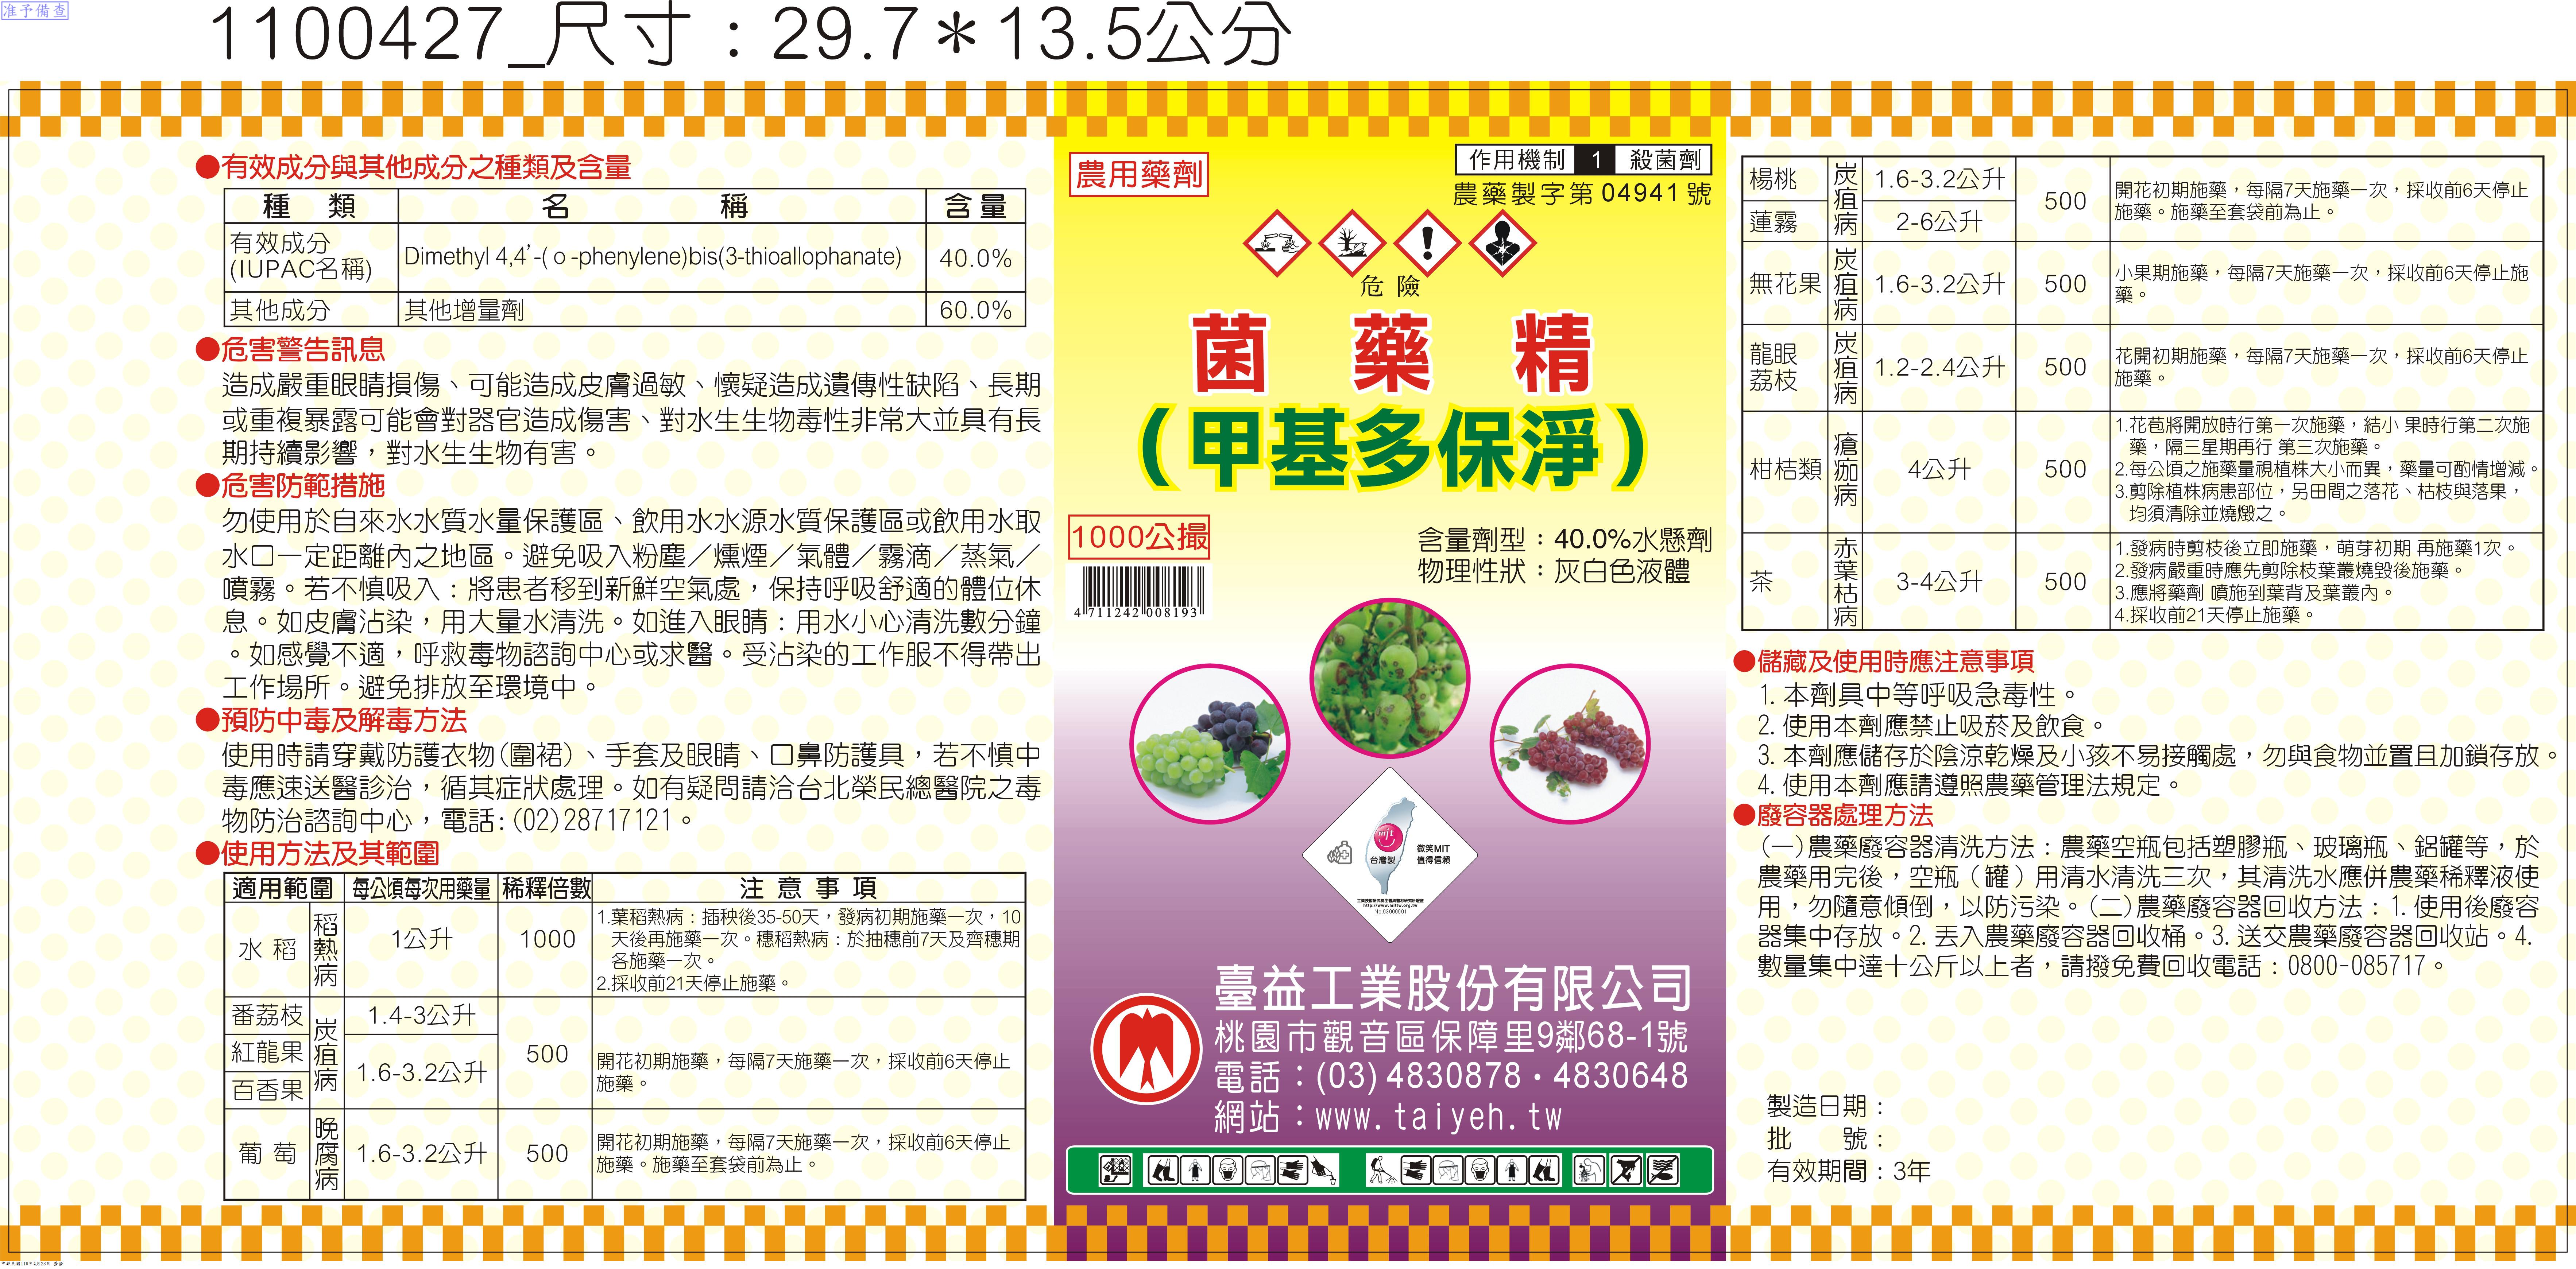 准予備查
1100427_尺寸：29.7＊13.5公分
●有效成分與其他成分之種類及含量
種 類 名 稱 含量
有效成分
(IUPAC名稱) Dimethyl 4,4’-(ｏ-phenylene)bis(3-thioallophanate) 40.0%
其他成分 其他增量劑 60.0%
●危害警告訊息
造成嚴重眼睛損傷、可能造成皮膚過敏、懷疑造成遺傳性缺陷、長期
或重複暴露可能會對器官造成傷害、對水生生物毒性非常大並具有長
期持續影響，對水生生物有害。
●危害防範措施
勿使用於自來水水質水量保護區、飲用水水源水質保護區或飲用水取
水口一定距離內之地區。避免吸入粉塵／燻煙／氣體／霧滴／蒸氣／
噴霧。若不慎吸入：將患者移到新鮮空氣處，保持呼吸舒適的體位休
息。如皮膚沾染，用大量水清洗。如進入眼睛：用水小心清洗數分鐘
。如感覺不適，呼救毒物諮詢中心或求醫。受沾染的工作服不得帶出
工作場所。避免排放至環境中。
●預防中毒及解毒方法
使用時請穿戴防護衣物(圍裙)、手套及眼睛、口鼻防護具，若不慎中
毒應速送醫診治，循其症狀處理。如有疑問請洽台北榮民總醫院之毒
物防治諮詢中心，電話:(02)28717121。
●使用方法及其範圍
適用範圍 每公頃每次用藥量 稀釋倍數 注意事項
水稻 稻熱病 1公升 1000
1.葉稻熱病：插秧後35-50天，發病初期施藥一次，10
天後再施藥一次。穗稻熱病：於抽穗前7天及齊穗期
各施藥一次。
2.採收前21天停止施藥。
番荔枝 炭疽病 1.4-3公升 500
紅龍果
百香果 1.6-3.2公升
開花初期施藥，每隔7天施藥一次，採收前6天停止
施藥。
葡萄 晚腐病 1.6-3.2公升 500
開花初期施藥，每隔7天施藥一次，採收前6天停止
施藥。施藥至套袋前為止。
農用藥劑
作用機制 1 殺菌劑
農藥製字第04941號
危險
菌藥精
(甲基多保淨)
1000公撮
4 711242 008193
含量劑型：40.0%水懸劑
物理性狀：灰白色液體
mit
台灣製
微笑MIT
值得信賴
http://www.mittw.org.tw
No.03000001
臺益工業股份有限公司
桃園市觀音區保障里9鄰68-1號
電話：(03) 4830878・4830648
網站：www.taiyeh.tw
楊桃 炭疽病 1.6-3.2公升 500
蓮霧 2-6公升
開花初期施藥，每隔7天施藥一次，採收前6天停止
施藥。施藥至套袋前為止。
無花果 炭疽病 1.6-3.2公升 500
小果期施藥，每隔7天施藥一次，採收前6天停止施
藥。
龍眼
荔枝 炭疽病 1.2-2.4公升 500
花開初期施藥，每隔7天施藥一次，採收前6天停止
施藥。
柑桔類 瘡痂病 4公升 500
1.花苞將開放時行第一次施藥，結小 果時行第二次施
藥，隔三星期再行 第三次施藥。
2.每公頃之施藥量視植株大小而異，藥量可酌情增減。
3.剪除植株病患部位，另田間之落花、枯枝與落果，
均須清除並燒燬之。
茶 赤葉枯病 3-4公升 500
1.發病時剪枝後立即施藥，萌芽初期 再施藥1次。
2.發病嚴重時應先剪除枝葉叢燒毀後施藥。
3.應將藥劑 噴施到葉背及葉叢內。
4.採收前21天停止施藥。
●儲藏及使用時應注意事項
1.本劑具中等呼吸急毒性。
2.使用本劑應禁止吸菸及飲食。
3.本劑應儲存於陰涼乾燥及小孩不易接觸處，勿與食物並置且加鎖存放。
4.使用本劑應請遵照農藥管理法規定。
●廢容器處理方法
(一)農藥廢容器清洗方法：農藥空瓶包括塑膠瓶、玻璃瓶、鋁罐等，於
農藥用完後，空瓶（罐）用清水清洗三次，其清洗水應併農藥稀釋液使
用，勿隨意傾倒，以防污染。(二)農藥廢容器回收方法：1.使用後廢容
器集中存放。2.丟入農藥廢容器回收桶。3.送交農藥廢容器回收站。4.
數量集中達十公斤以上者，請撥免費回收電話：0800-085717。
製造日期：
批 號：
有效期間：3年